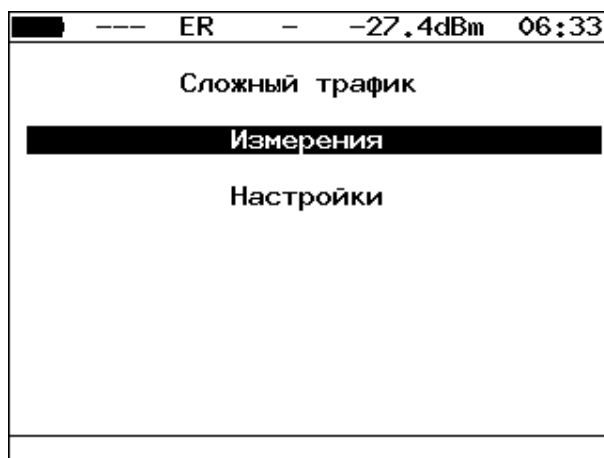 --- ER - -27.4dBm 06:33
Сложный трафик
Измерения
Настройки